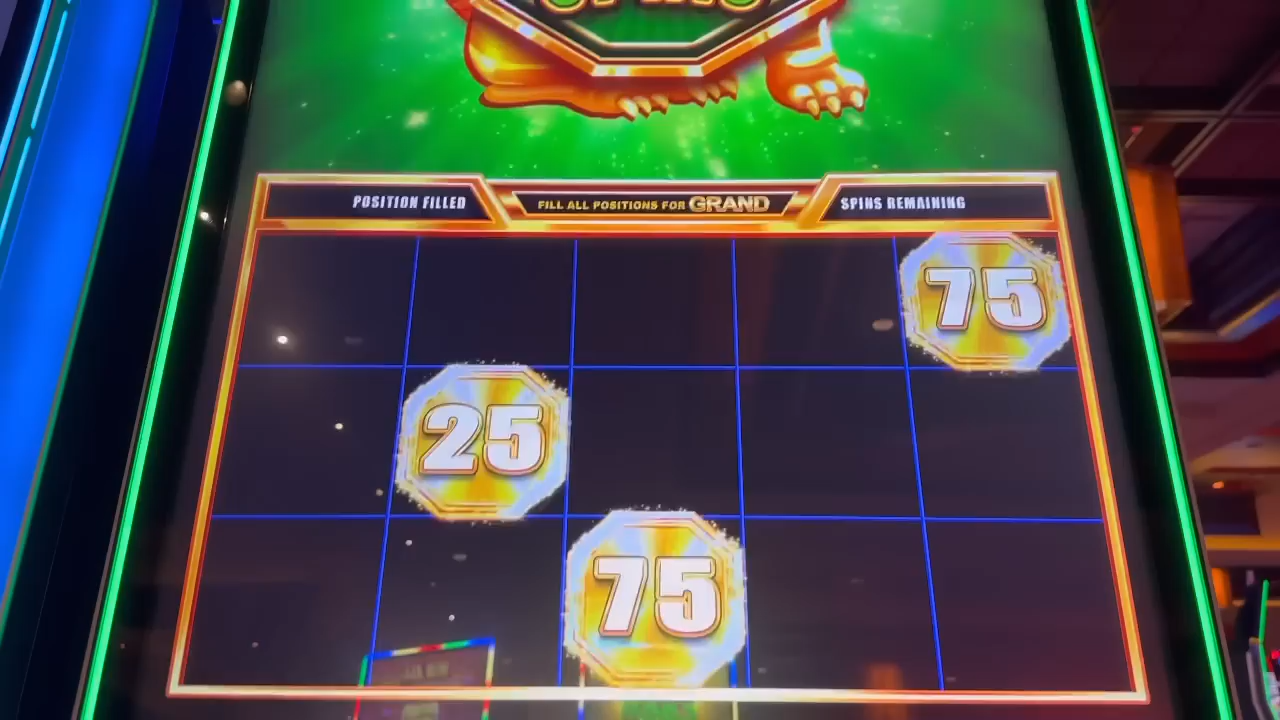 POSITION FILLED
FILL ALL POSITIONS FOR GRAND
SPINS REMAINING
75
25
75